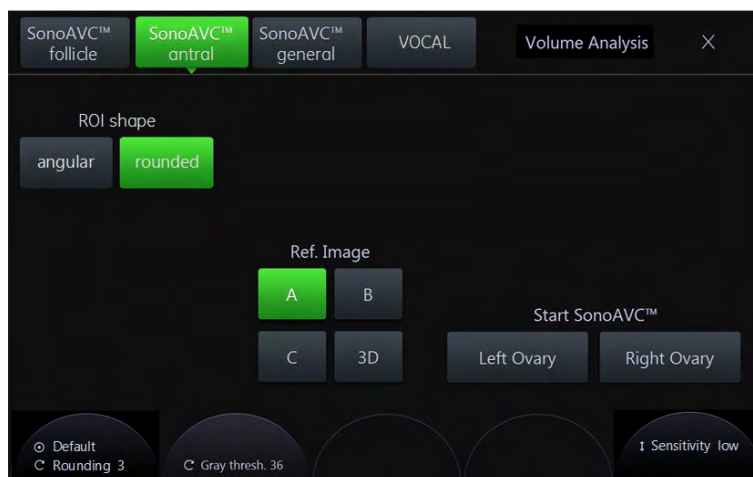 SonoAVC™ follicle
SonoAVC™ antral
SonoAVC™ general
VOCAL
Volume Analysis
X
ROI shape
angular
rounded
Ref. Image
A
B
C
3D
Start SonoAVC™
Left Ovary
Right Ovary
Default
Rounding 3
Gray thresh. 36
Sensitivity low